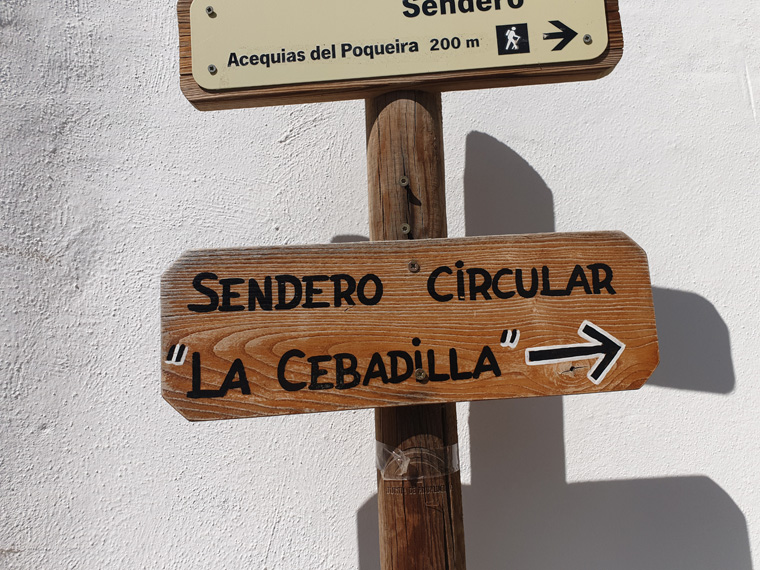 Sendero
Acequias del Poqueira 200 m
SENDERO CIRCULAR
"LA CEBADILLA"